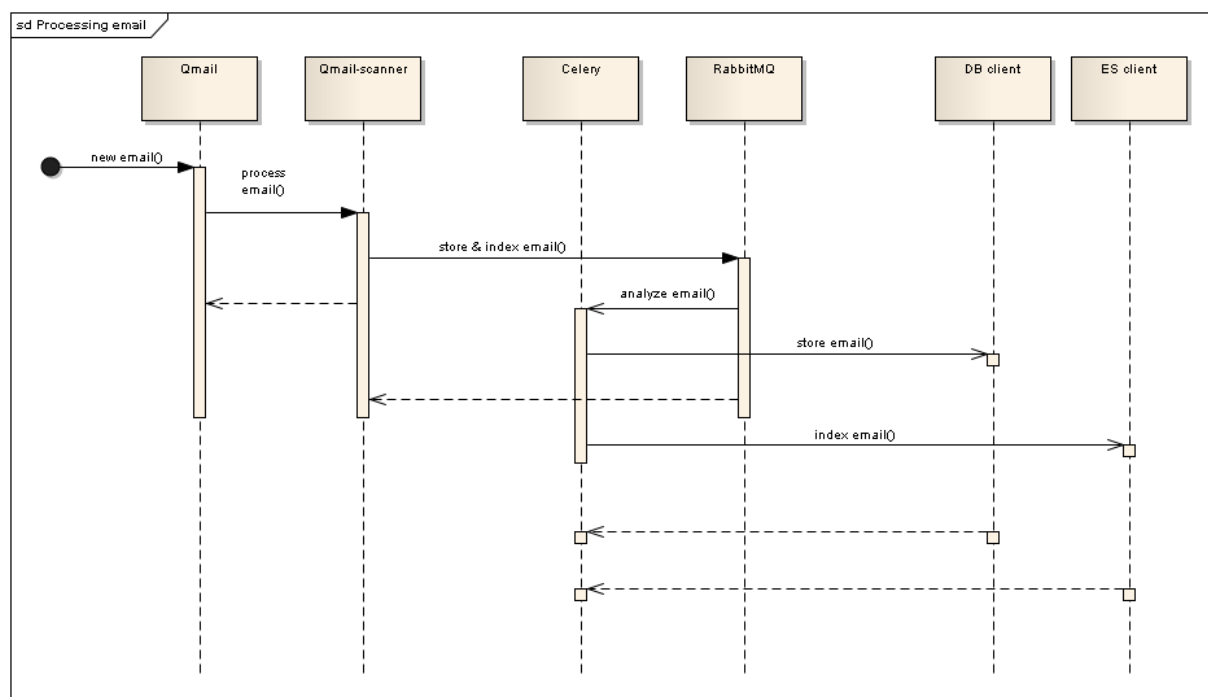 sd Processing email
Qmail
Qmail-scanner
Celery
RabbitMQ
DB client
ES client
new email()
process
email()
store & index email()
analyze email()
store email()
index email()